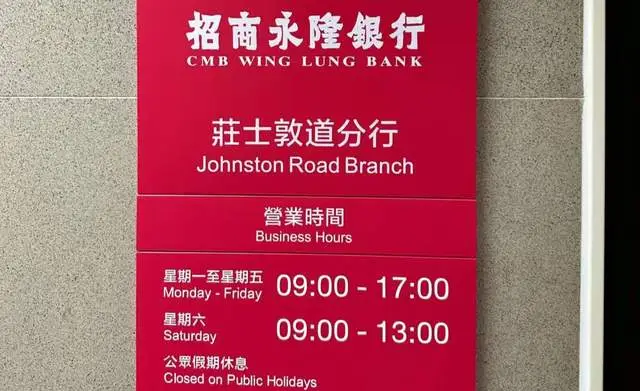 招商永隆銀行
CMB WING LUNG BANK
莊士敦道分行
Johnston Road Branch
營業時間
Business Hours
星期一至星期五 09:00 - 17:00
Monday - Friday
星期六 09:00 - 13:00
Saturday
公眾假期休息
Closed on Public Holidays